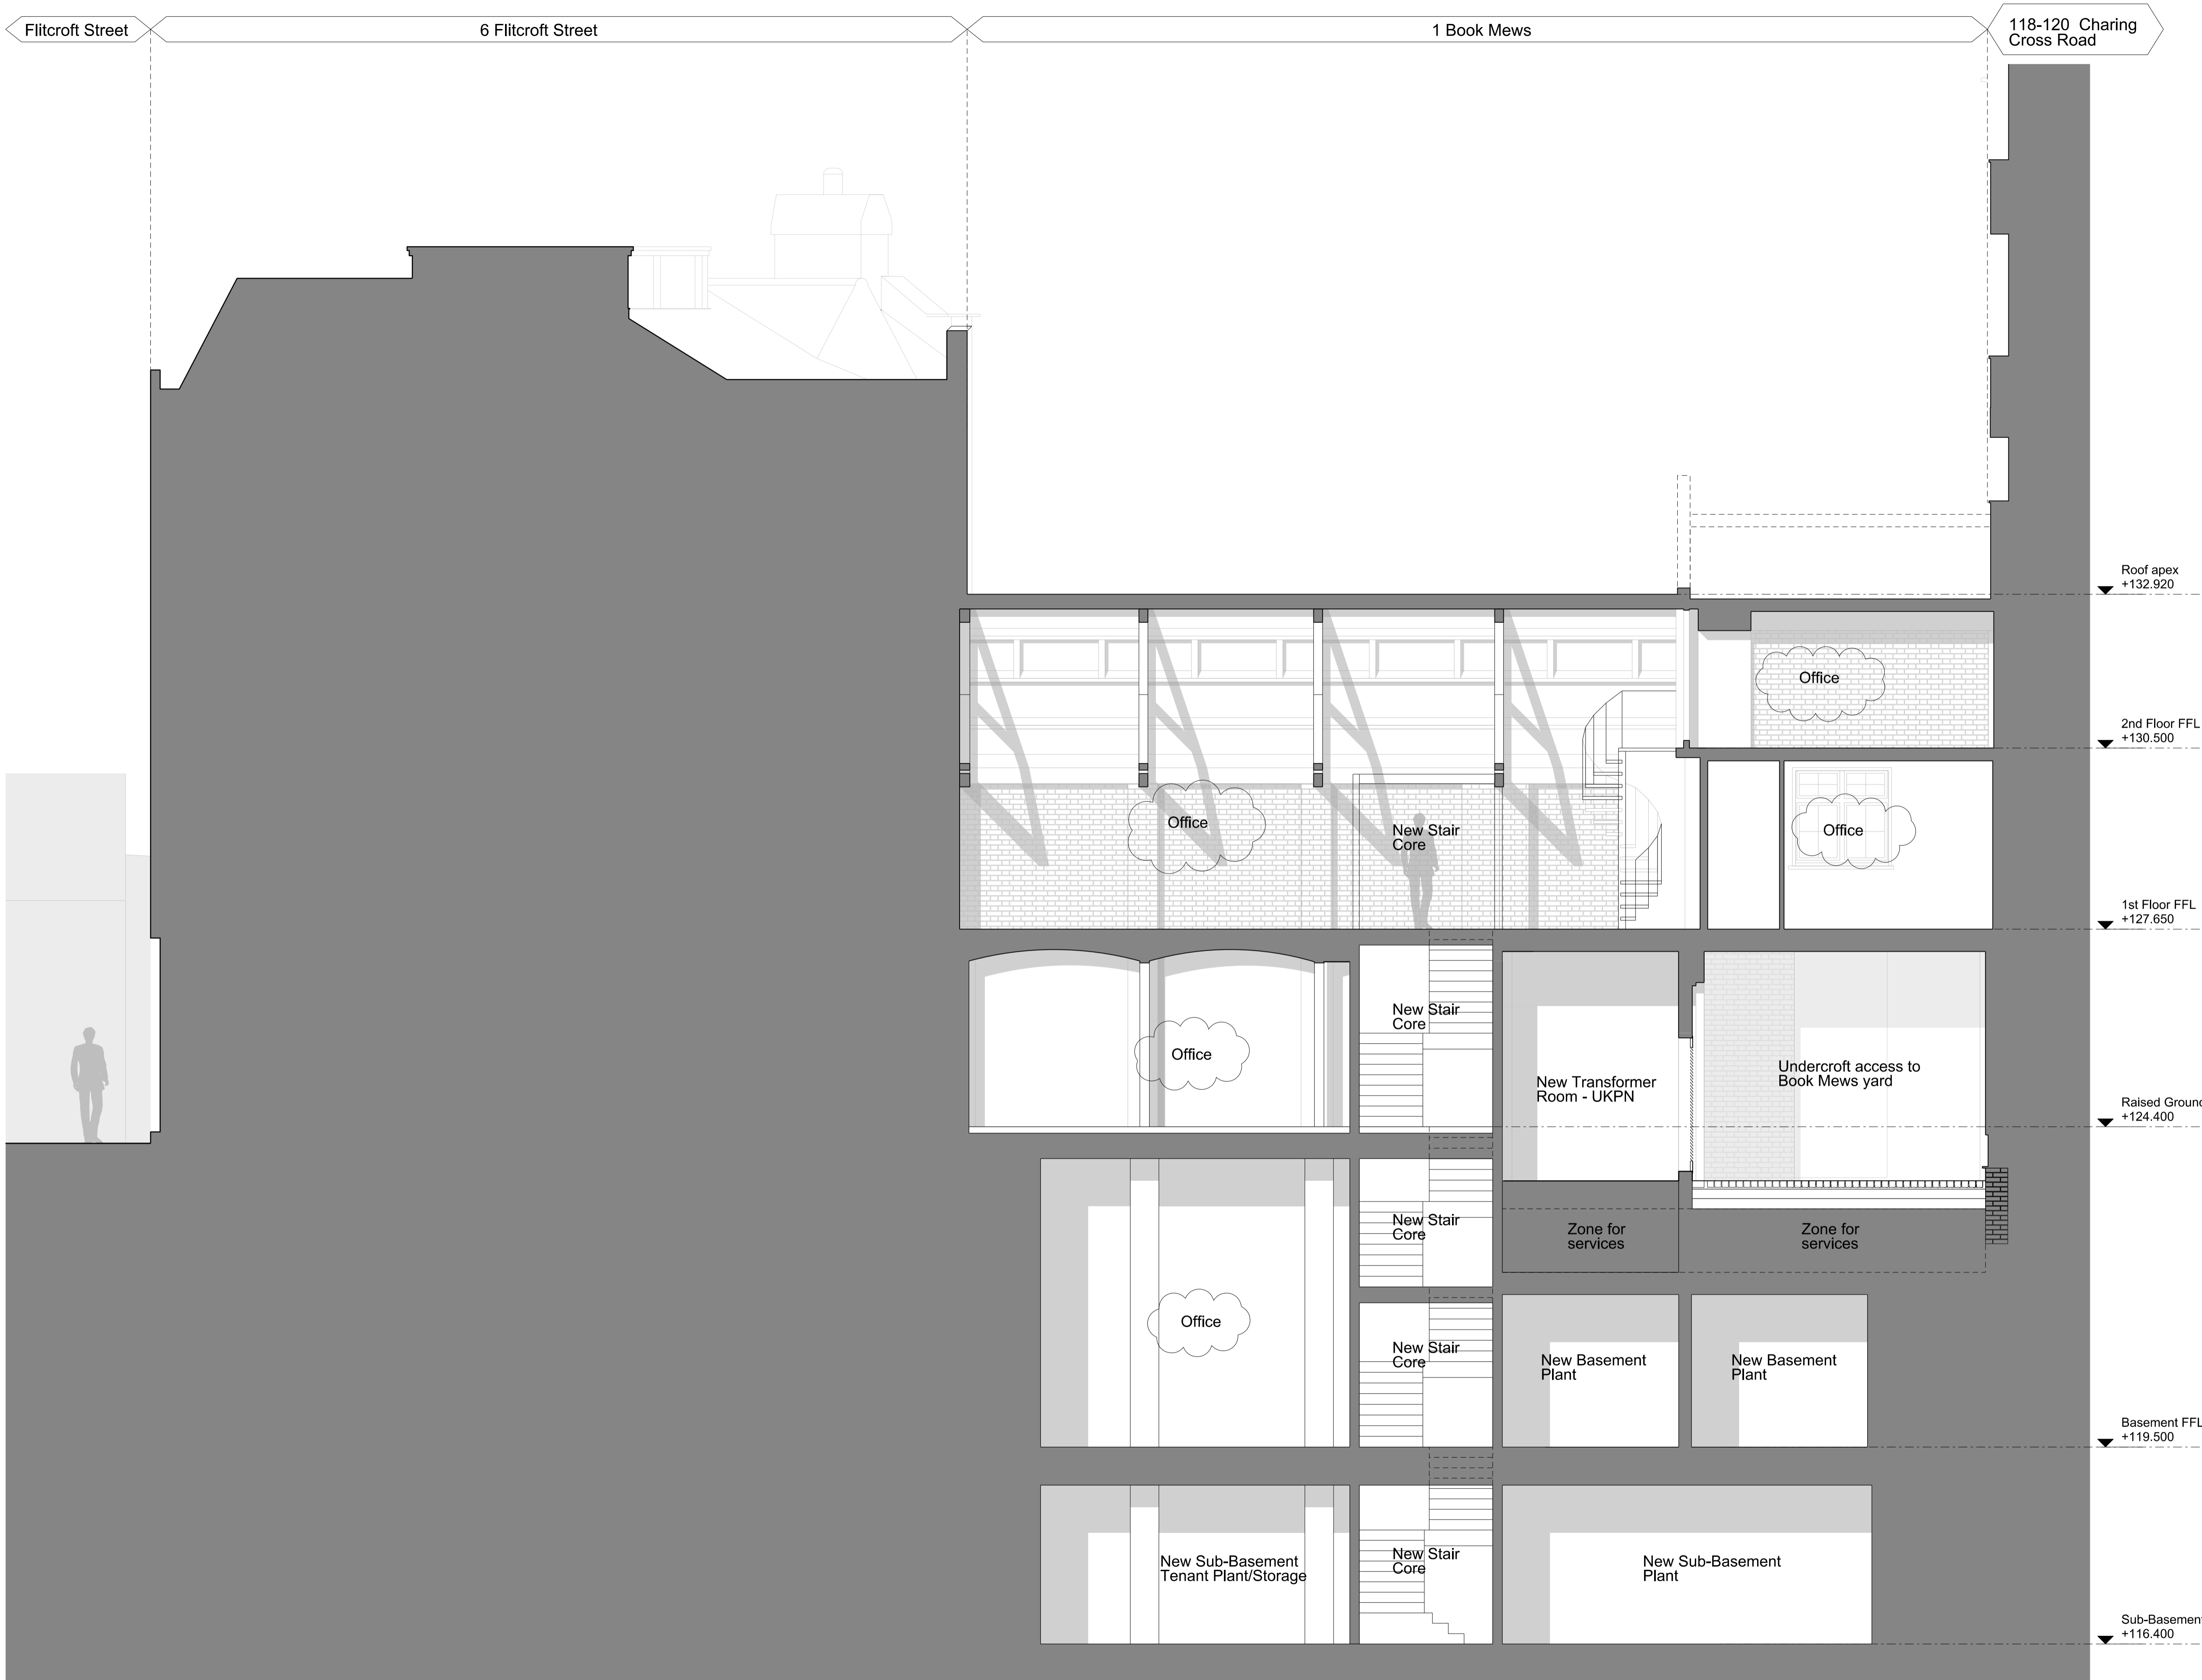 Flitcroft Street
6 Flitcroft Street
1 Book Mews
118-120 Charing
Cross Road
Roof apex
+132.920
Office
2nd Floor FFL
+130.500
Office
New Stair
Core
Office
1st Floor FFL
+127.650
New Stair
Core
Office
New Transformer
Room - UKPN
Undercroft access to
Book Mews yard
Raised Ground
+124.400
New Stair
Core
Zone for
services
Zone for
services
Office
New Stair
Core
New Basement
Plant
New Basement
Plant
Basement FFL
+119.500
New Sub-Basement
Tenant Plant/Storage
New Stair
Core
New Sub-Basement
Plant
Sub-Basement
+116.400